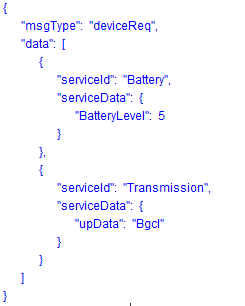 {
"msgType": "deviceReq",
"data": [
{
"serviceId": "Battery",
"serviceData": {
"BatteryLevel": 5
}
},
{
"serviceId": "Transmission",
"serviceData": {
"upData": "Bgcl"
}
}
]
}